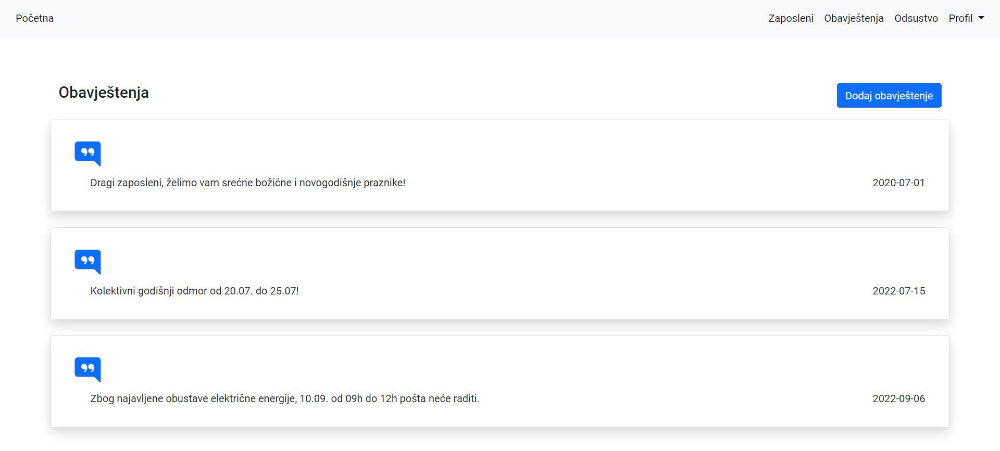 Početna
Zaposleni Obavještenja Odsustvo Profil
Obavještenja
Dodaj obavještenje
Dragi zaposleni, želimo vam srećne božićne i novogodišnje praznike! 2020-07-01
Kolektivni godišnji odmor od 20.07. do 25.07! 2022-07-15
Zbog najavljene obustave električne energije, 10.09. od 09h do 12h pošta neće raditi. 2022-09-06